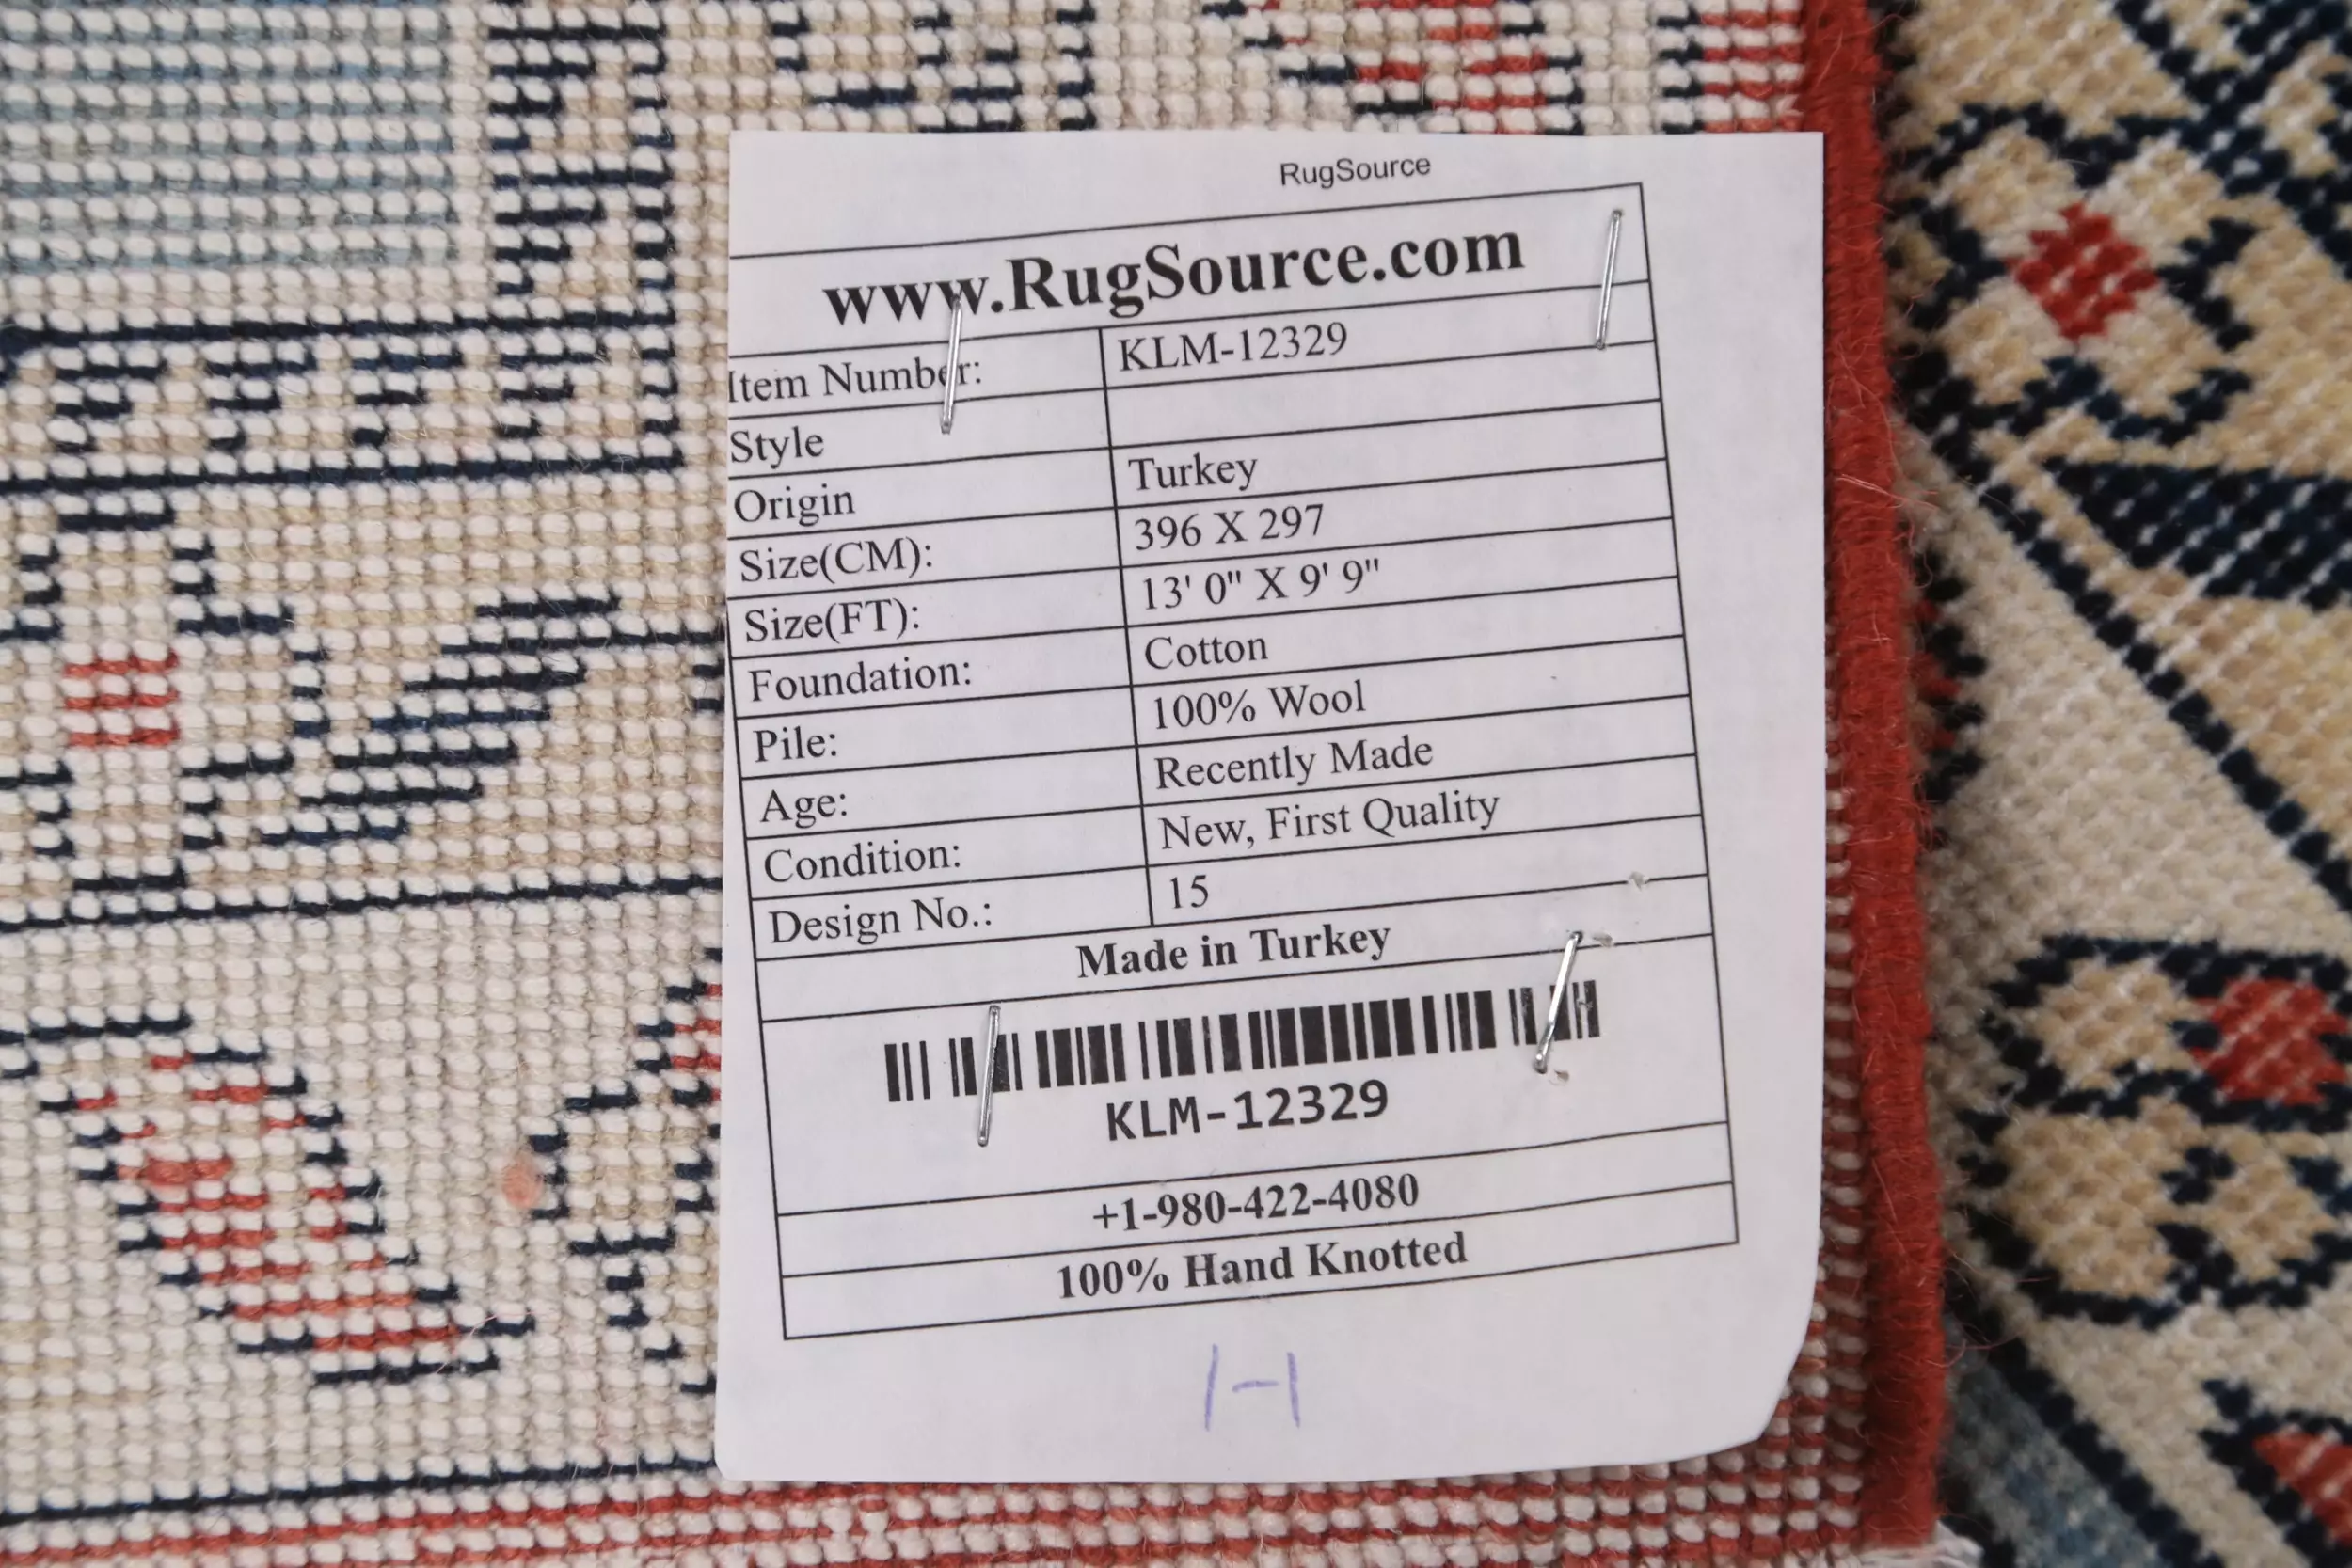 RugSource
www.RugSource.com
Item Number: KLM-12329
Style
Origin Turkey
Size(CM): 396 X 297
Size(FT): 13' 0" X 9' 9"
Foundation: Cotton
Pile: 100% Wool
Age: Recently Made
Condition: New, First Quality
Design No.: 15
Made in Turkey
KLM-12329
+1-980-422-4080
100% Hand Knotted
1-1